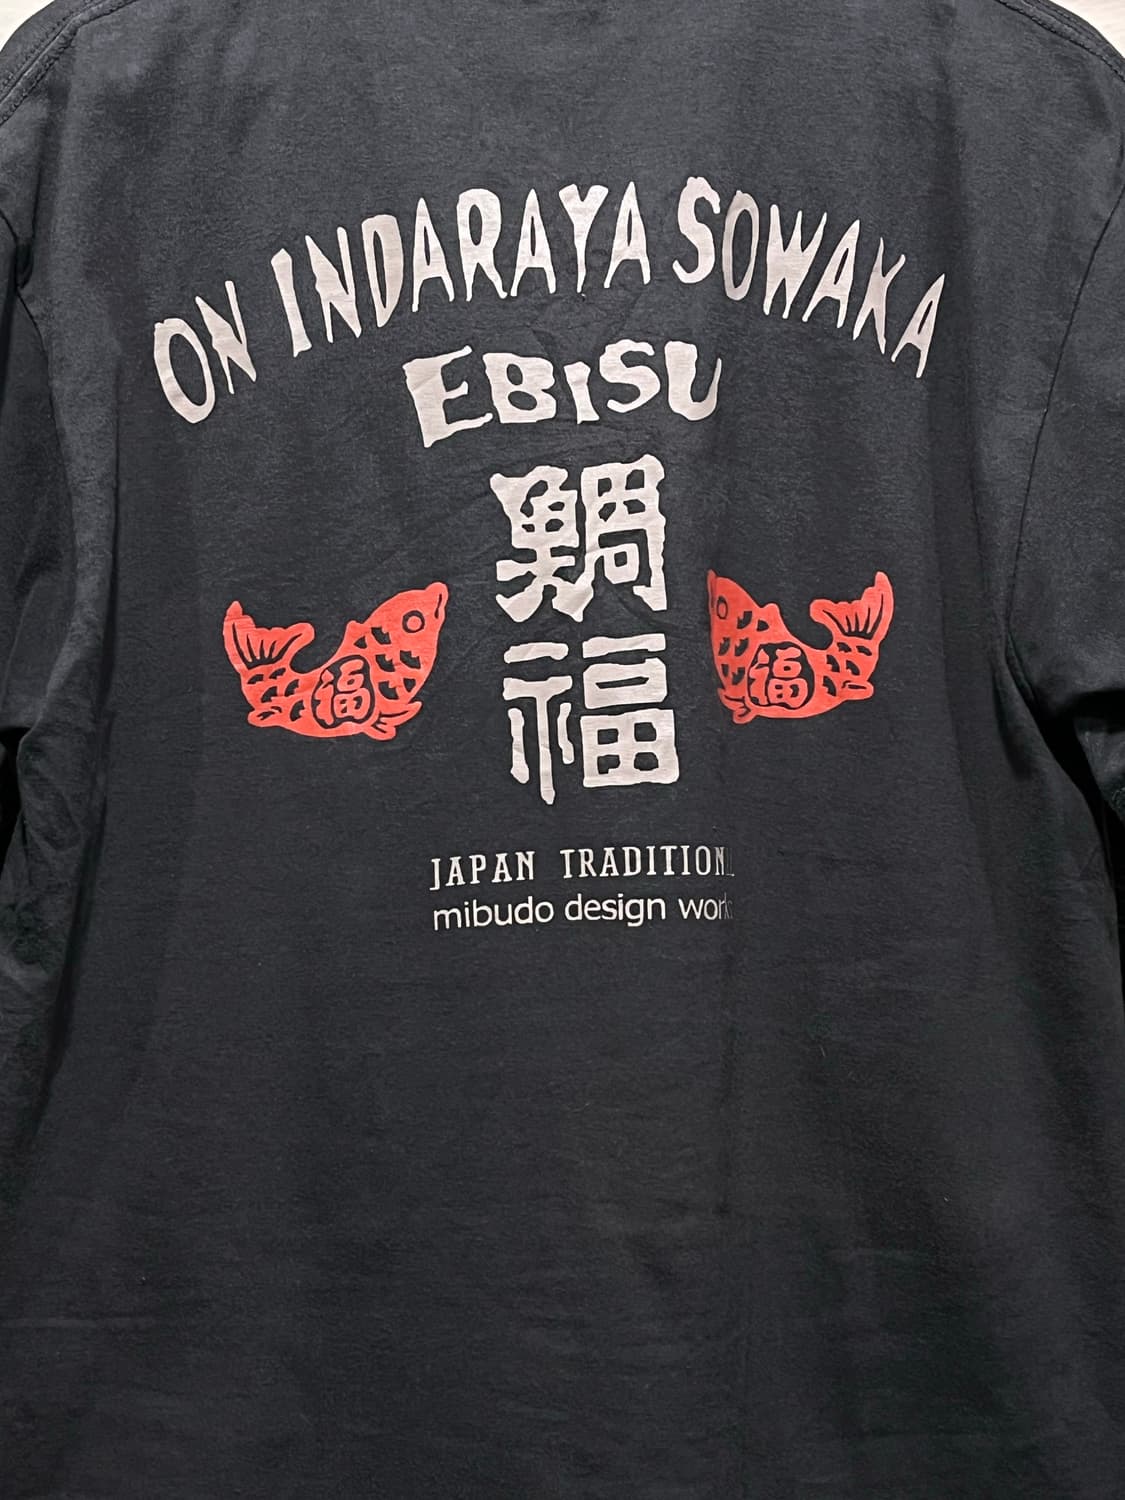 ON INDARAYA SOWAKA
EBISU
鯛
福
福
福
JAPAN TRADITION
mibudo design work